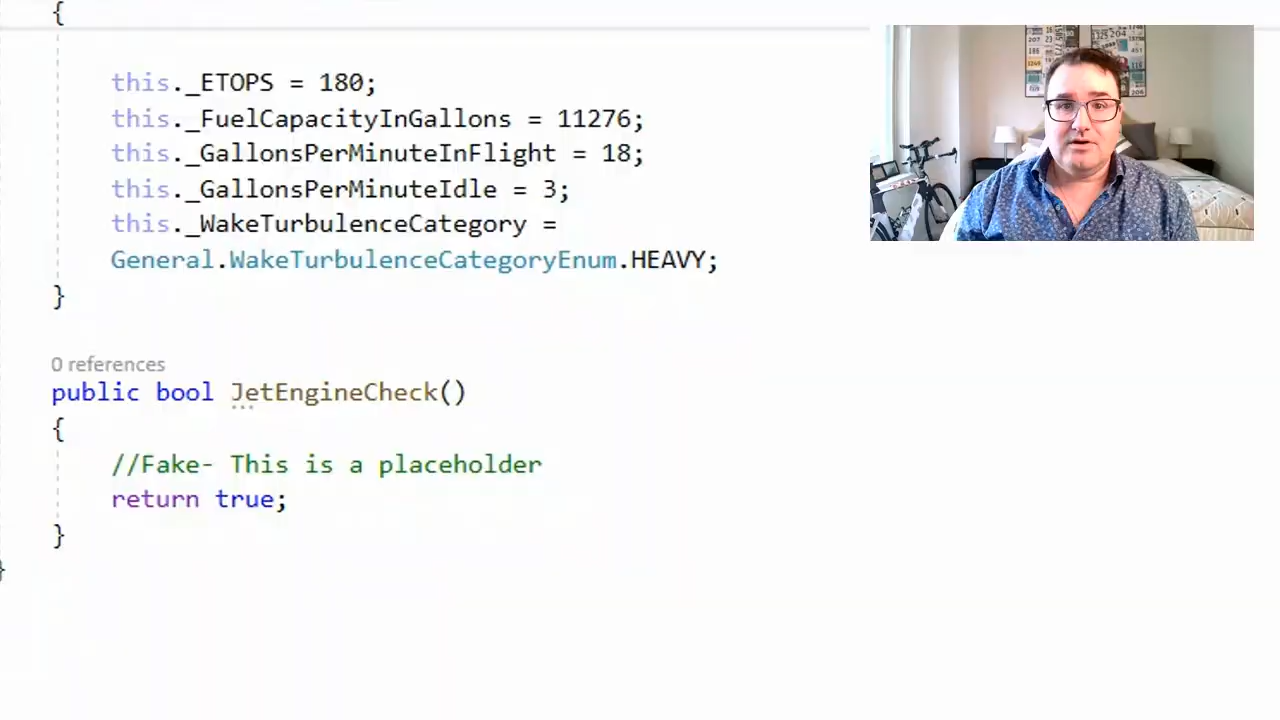 {
this._ETOPS = 180;
this._FuelCapacityInGallons = 11276;
this._GallonsPerMinuteInFlight = 18;
this._GallonsPerMinuteIdle = 3;
this._WakeTurbulenceCategory =
General.WakeTurbulenceCategoryEnum.HEAVY;
}
0 references
public bool JetEngineCheck()
{
//Fake- This is a placeholder
return true;
}
}